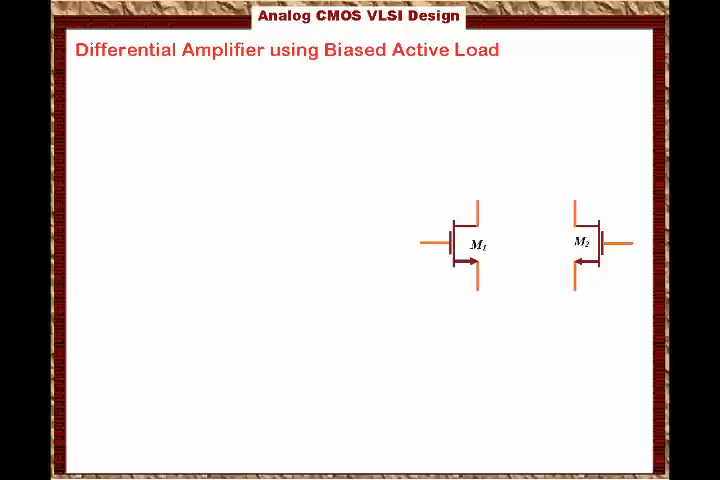 Analog CMOS VLSI Design
Differential Amplifier using Biased Active Load
M1 M2